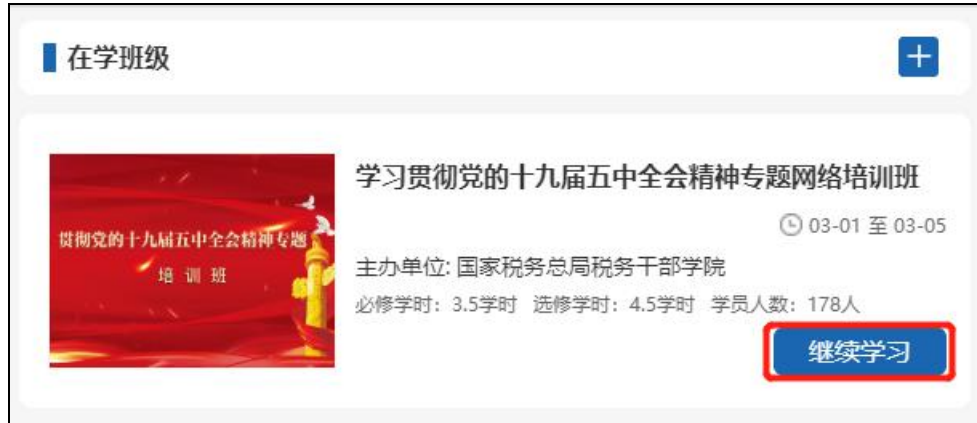 在学班级
学习贯彻党的十九届五中全会精神专题网络培训班
贯彻党的十九届五中全会精神专题
培训班
03-01 至 03-05
主办单位: 国家税务总局税务干部学院
必修学时：3.5学时 选修学时：4.5学时 学员人数：178人
继续学习